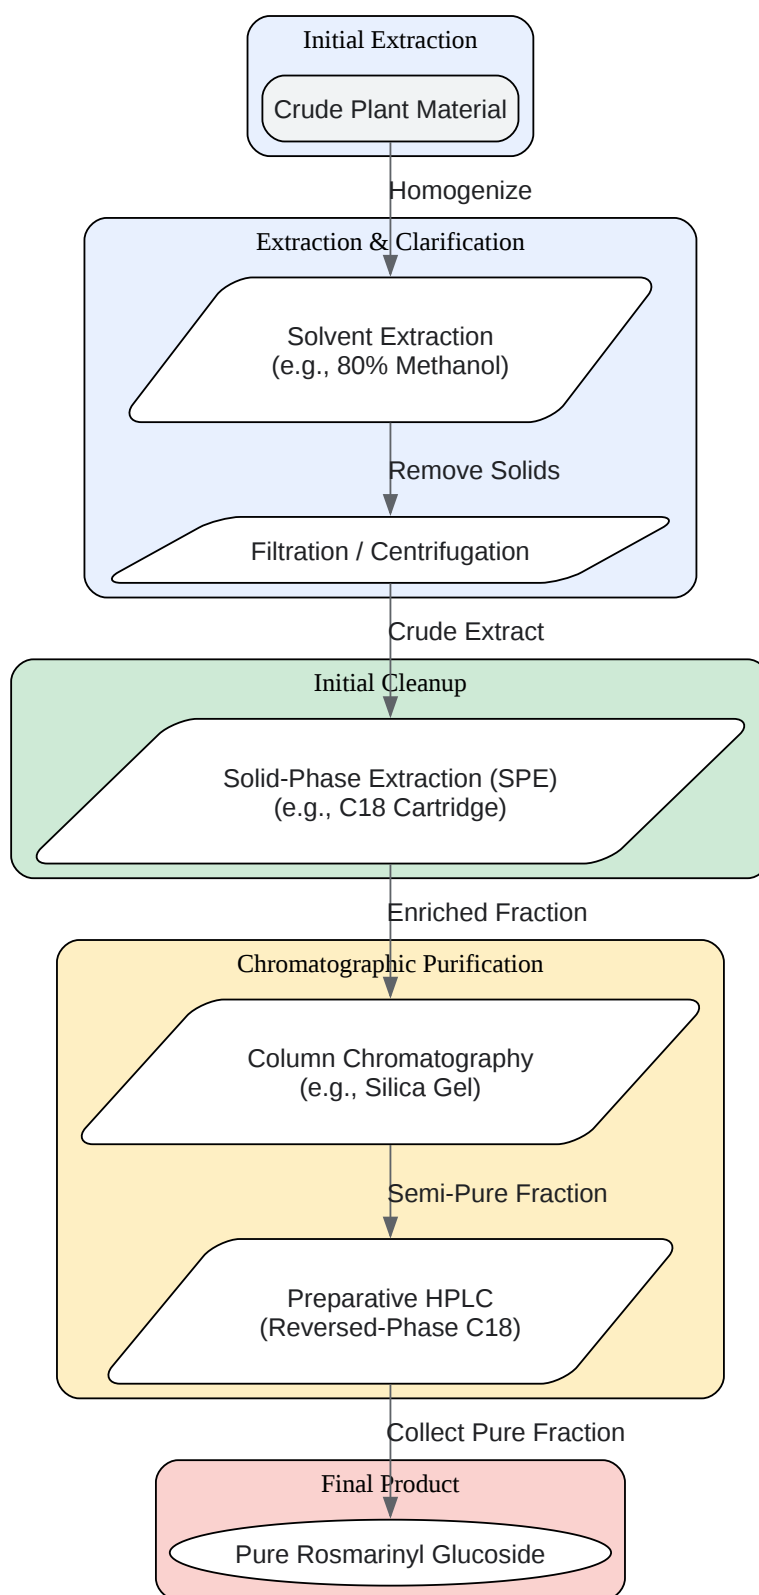 Initial Extraction
Crude Plant Material
Homogenize
Extraction & Clarification
Solvent Extraction
(e.g., 80% Methanol)
Remove Solids
Filtration / Centrifugation
Crude Extract
Initial Cleanup
Solid-Phase Extraction (SPE)
(e.g., C18 Cartridge)
Enriched Fraction
Chromatographic Purification
Column Chromatography
(e.g., Silica Gel)
Semi-Pure Fraction
Preparative HPLC
(Reversed-Phase C18)
Collect Pure Fraction
Final Product
Pure Rosmarinyl Glucoside